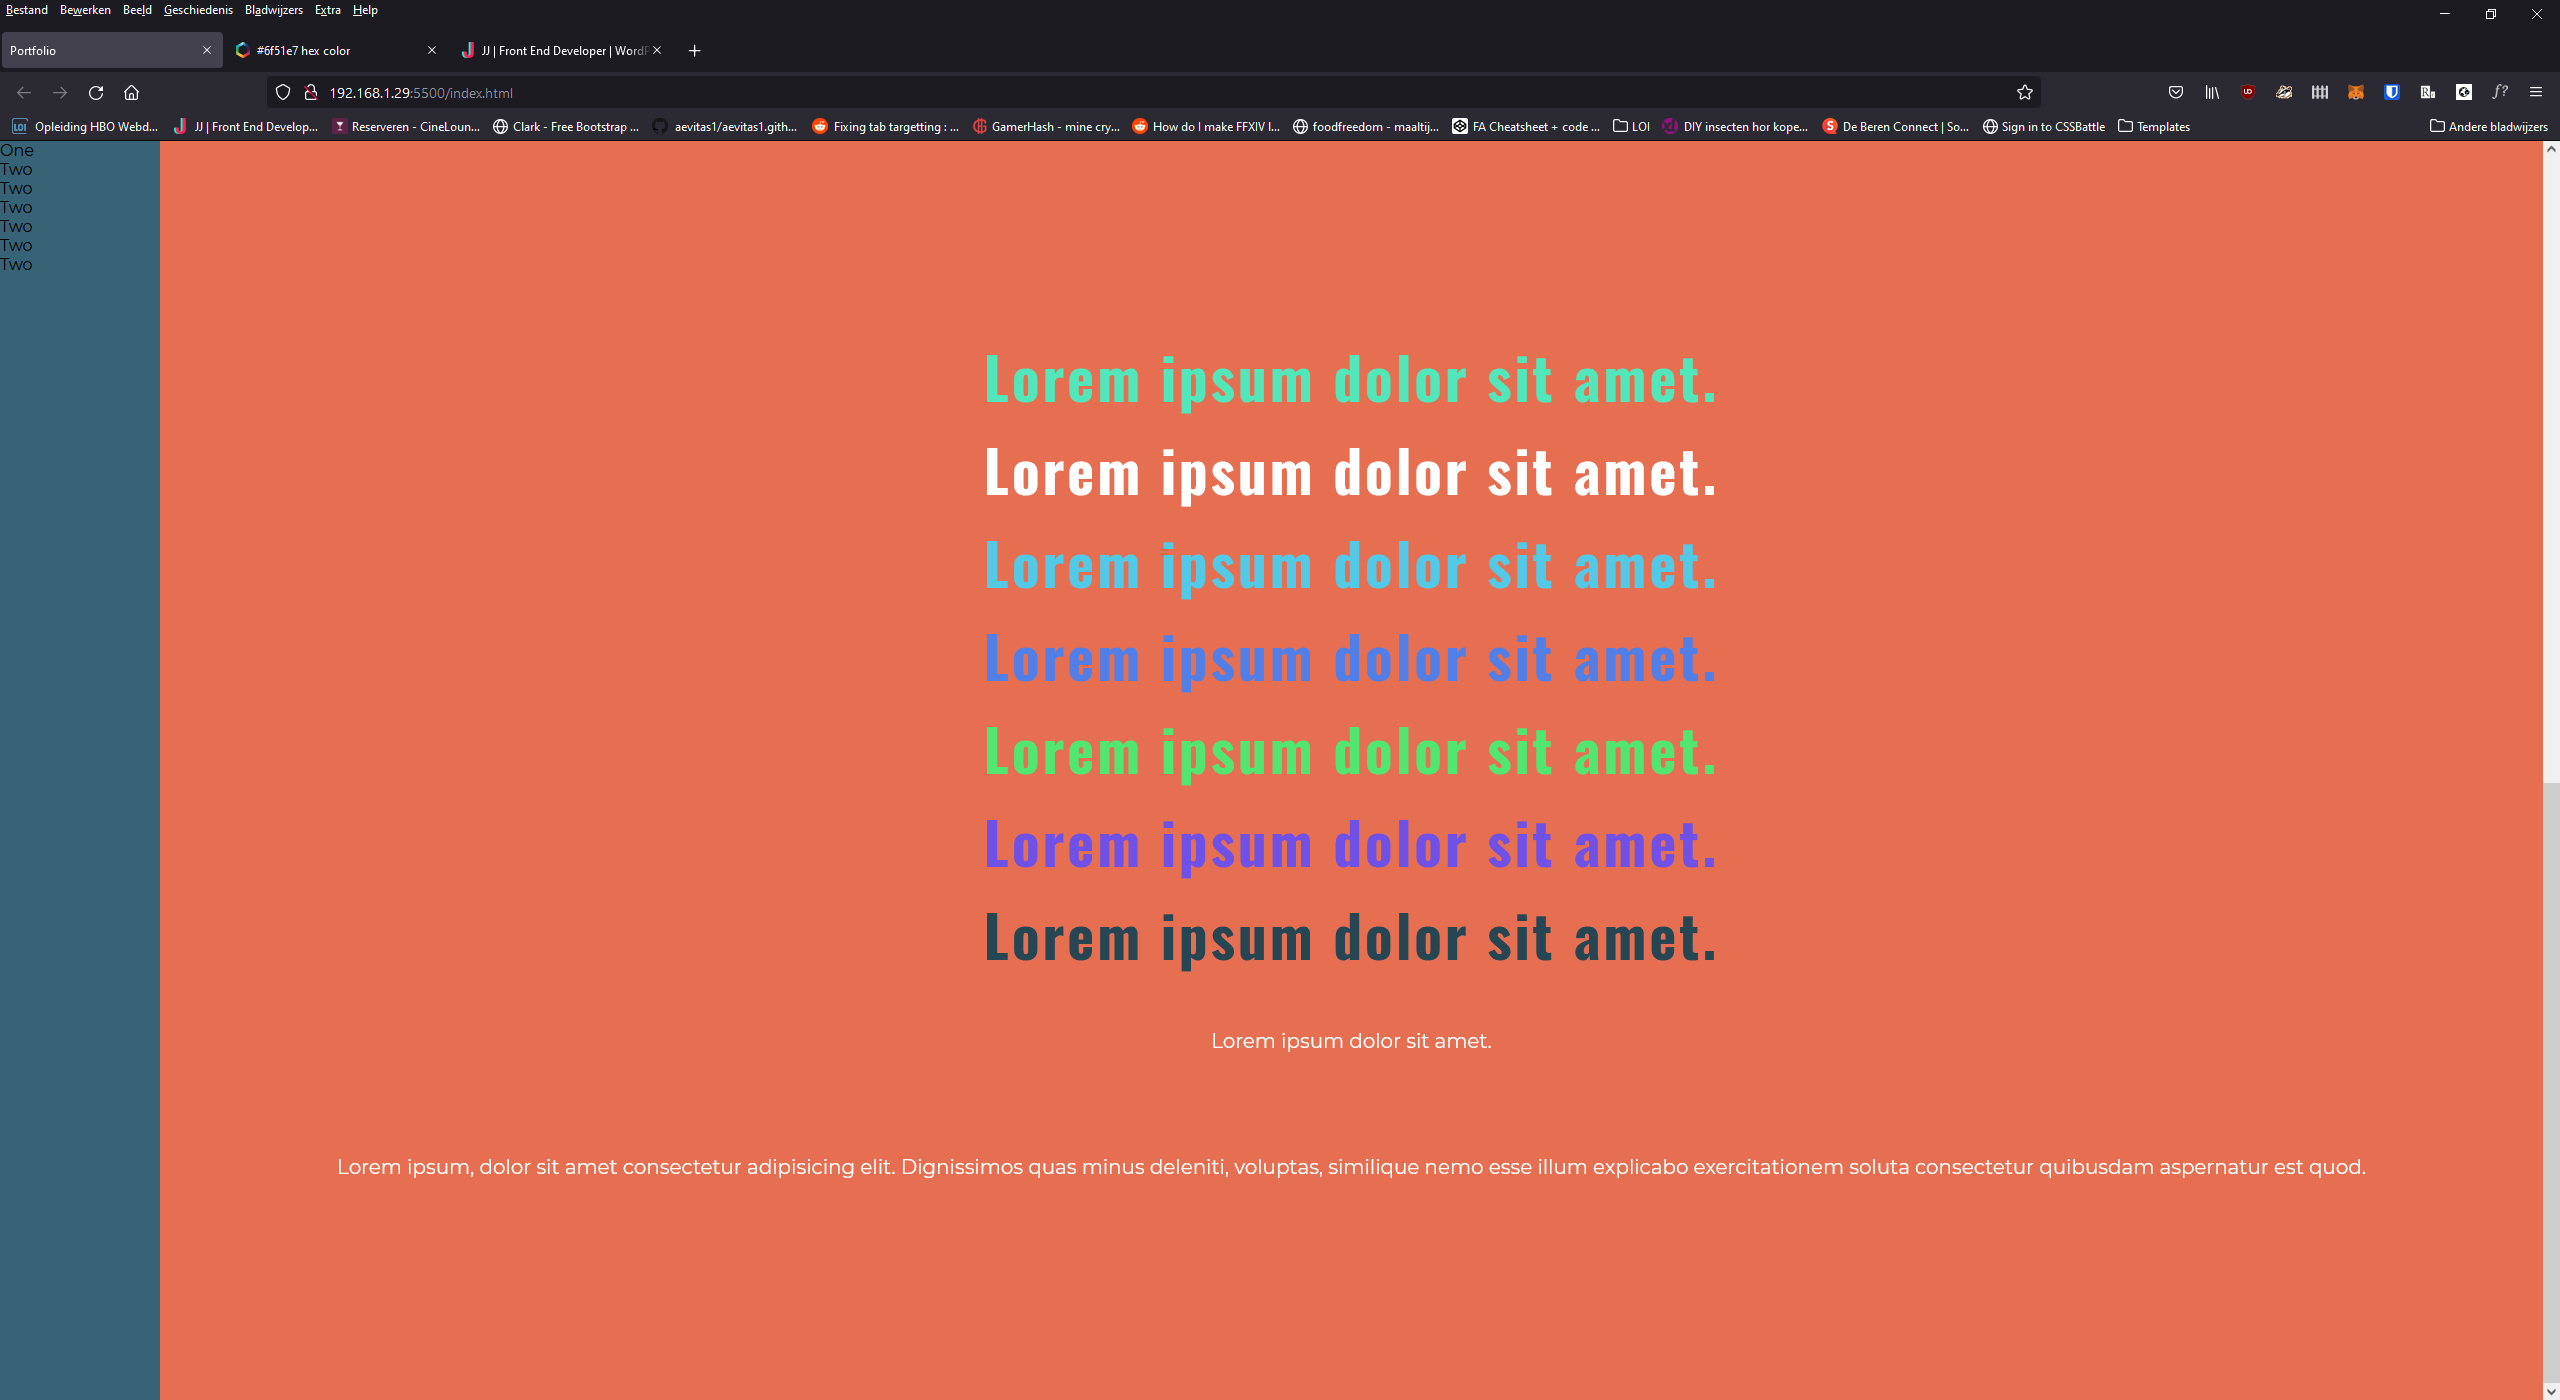 Bestand Bewerken Beeld Geschiedenis Bladwijzers Extra Help
Portfolio #6f51e7 hex color JJ | Front End Developer | WordP
192.168.1.29:5500/index.html
Opleiding HBO Webd... JJ | Front End Develop... Reserveren - CineLoun... Clark - Free Bootstrap ... aevitas1/aevitas1.gith... Fixing tab targetting : ... GamerHash - mine cry... How do I make FFXIV l... foodfreedom - maaltij... FA Cheatsheet + code ... LOI DIY insecten hor kope... De Beren Connect | So... Sign in to CSSBattle Templates Andere bladwijzers
One
Two
Two
Two
Two
Two
Two
Lorem ipsum dolor sit amet.
Lorem ipsum dolor sit amet.
Lorem ipsum dolor sit amet.
Lorem ipsum dolor sit amet.
Lorem ipsum dolor sit amet.
Lorem ipsum dolor sit amet.
Lorem ipsum dolor sit amet.
Lorem ipsum dolor sit amet.
Lorem ipsum, dolor sit amet consectetur adipisicing elit. Dignissimos quas minus deleniti, voluptas, similique nemo esse illum explicabo exercitationem soluta consectetur quibusdam aspernatur est quod.